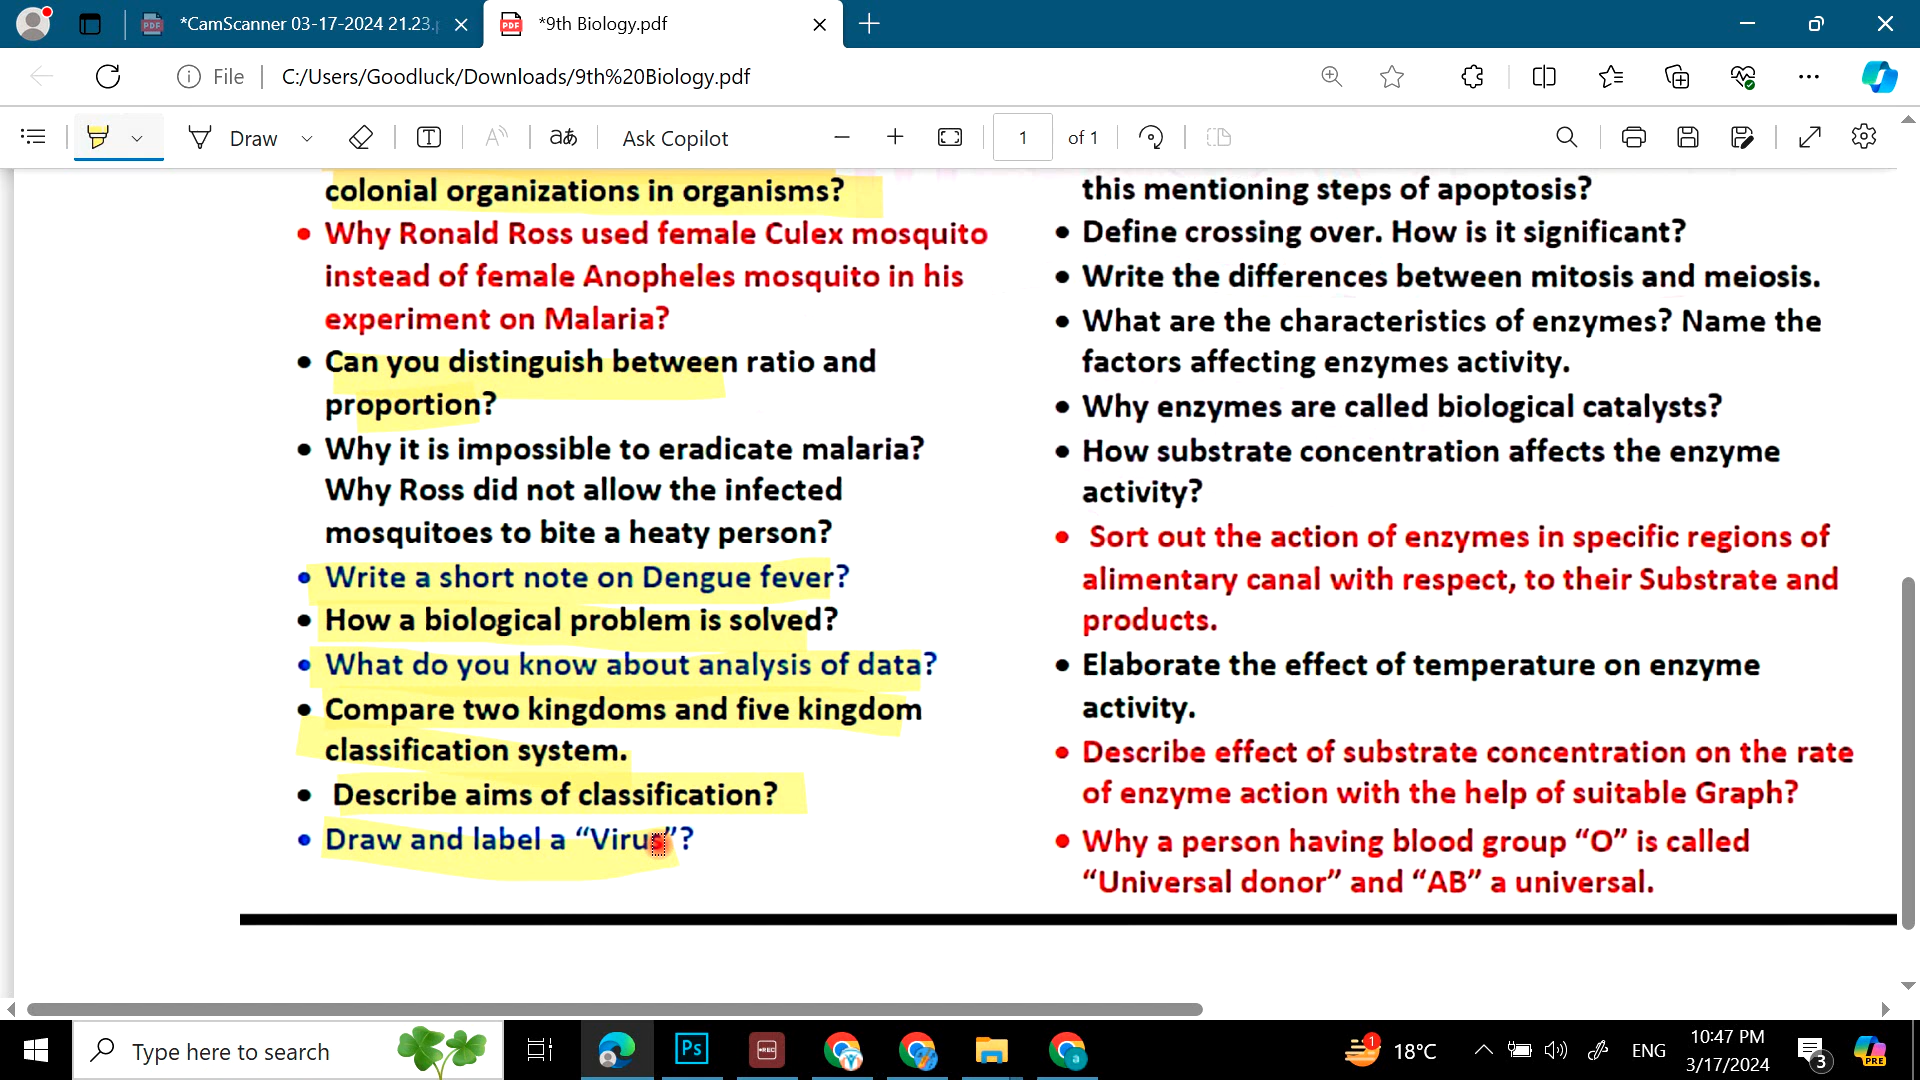 *CamScanner 03-17-2024 21.23.
*9th Biology.pdf
File
C:/Users/Goodluck/Downloads/9th%20Biology.pdf
Draw
T
aあ
Ask Copilot
1
of 1
colonial organizations in organisms?
• Why Ronald Ross used female Culex mosquito
instead of female Anopheles mosquito in his
experiment on Malaria?
• Can you distinguish between ratio and
proportion?
• Why it is impossible to eradicate malaria?
Why Ross did not allow the infected
mosquitoes to bite a heaty person?
• Write a short note on Dengue fever?
• How a biological problem is solved?
• What do you know about analysis of data?
• Compare two kingdoms and five kingdom
classification system.
• Describe aims of classification?
• Draw and label a “Virus”?
this mentioning steps of apoptosis?
• Define crossing over. How is it significant?
• Write the differences between mitosis and meiosis.
• What are the characteristics of enzymes? Name the
factors affecting enzymes activity.
• Why enzymes are called biological catalysts?
• How substrate concentration affects the enzyme
activity?
• Sort out the action of enzymes in specific regions of
alimentary canal with respect, to their Substrate and
products.
• Elaborate the effect of temperature on enzyme
activity.
• Describe effect of substrate concentration on the rate
of enzyme action with the help of suitable Graph?
• Why a person having blood group “O” is called
“Universal donor” and “AB” a universal.
Type here to search
Ps
REC
a
1
18°C
ENG
10:47 PM
3/17/2024
3
PRE